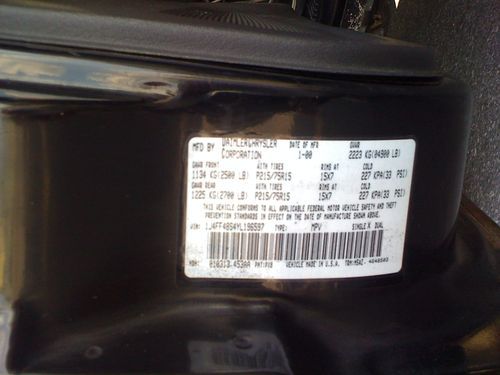 MFD BY DAIMLERCHRYSLER CORPORATION DATE OF MFR 1-00 GVWR 2223 KG(04900 LB)
GAWR FRONT WITH TIRES RIMS AT COLD
1134 KG(2500 LB) P215/75R15 15X7 227 KPA(33 PSI)
GAWR REAR WITH TIRES RIMS AT COLD
1225 KG(2700 LB) P215/75R15 15X7 227 KPA(33 PSI)
THIS VEHICLE CONFORMS TO ALL APPLICABLE FEDERAL MOTOR VEHICLE SAFETY AND THEFT
PREVENTION STANDARDS IN EFFECT ON THE DATE OF MANUFACTURE SHOWN ABOVE.
VIN: 1J4FF48S4YL196597 TYPE: MPV SINGLE X DUAL
MDH: 453AA PNT: VEHICLE MADE IN U.S.A.